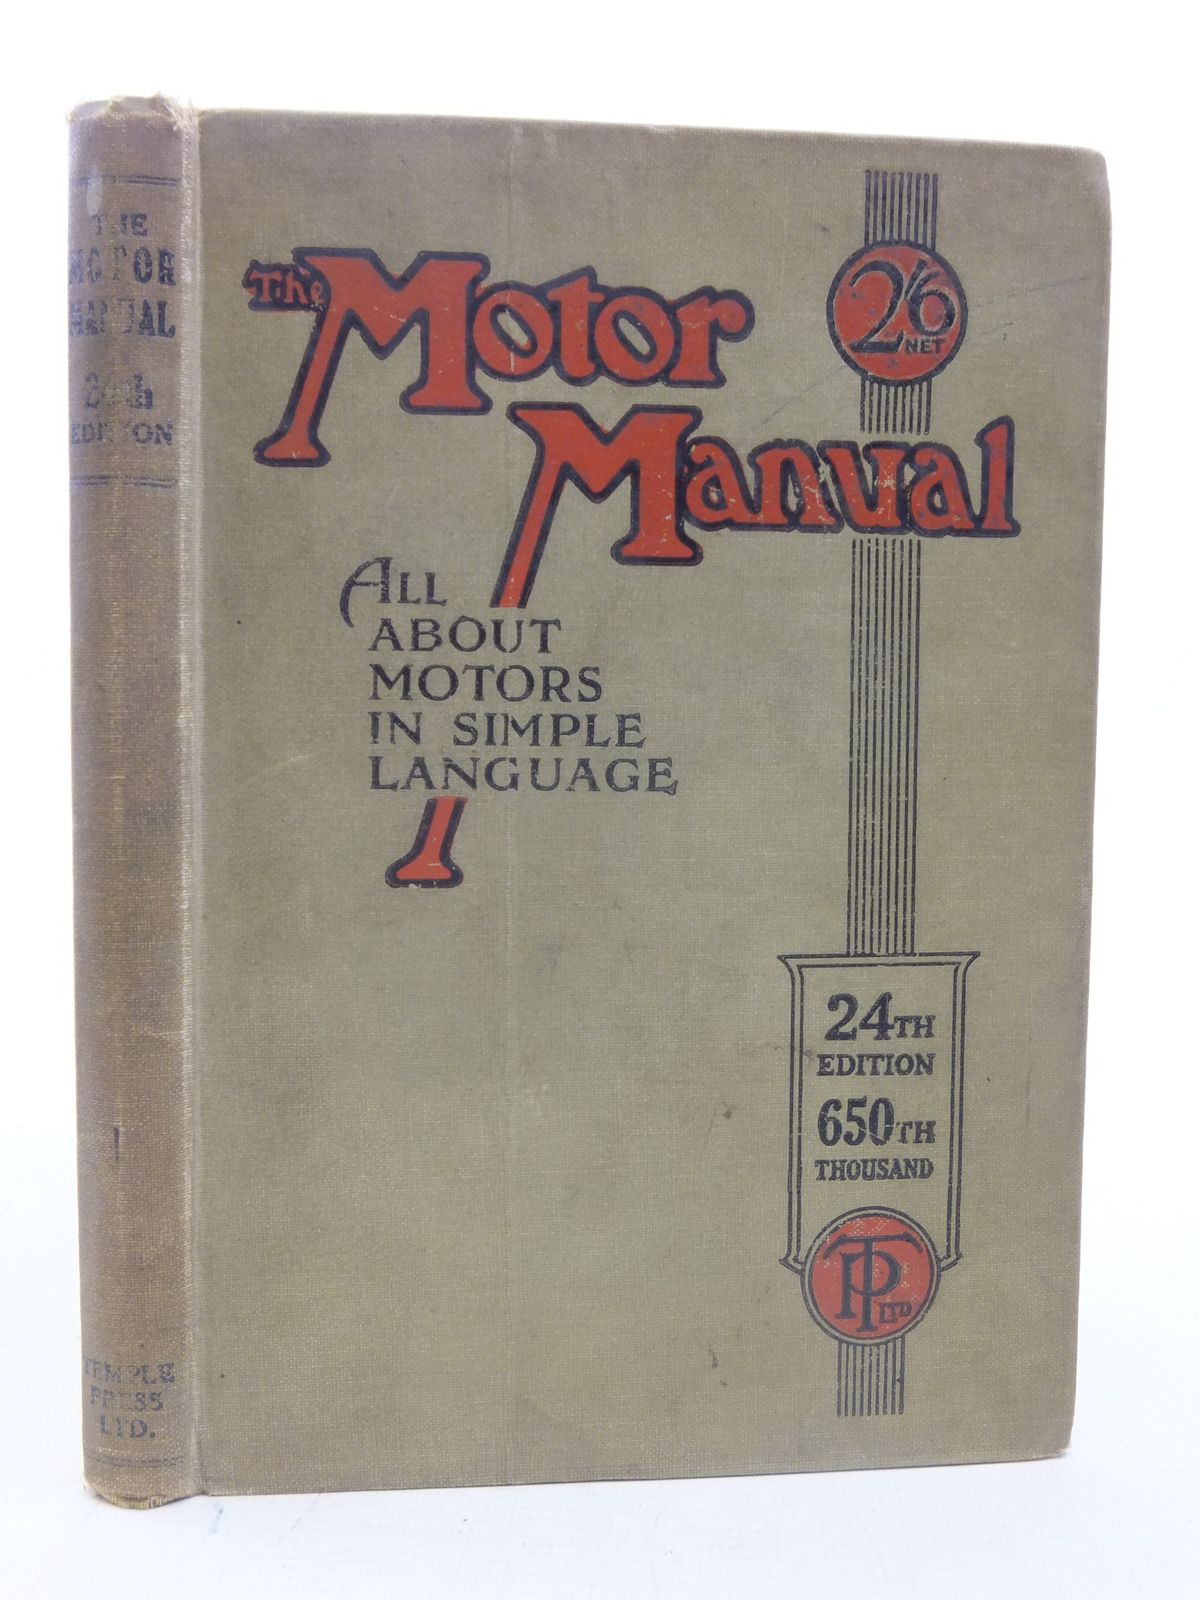 THE
MOTOR
MANUAL
24th
EDITION
TEMPLE
PRESS
LTD.
The Motor
Manual
2/6
NET
ALL
ABOUT
MOTORS
IN SIMPLE
LANGUAGE
24TH
EDITION
650TH
THOUSAND
TP
LTD